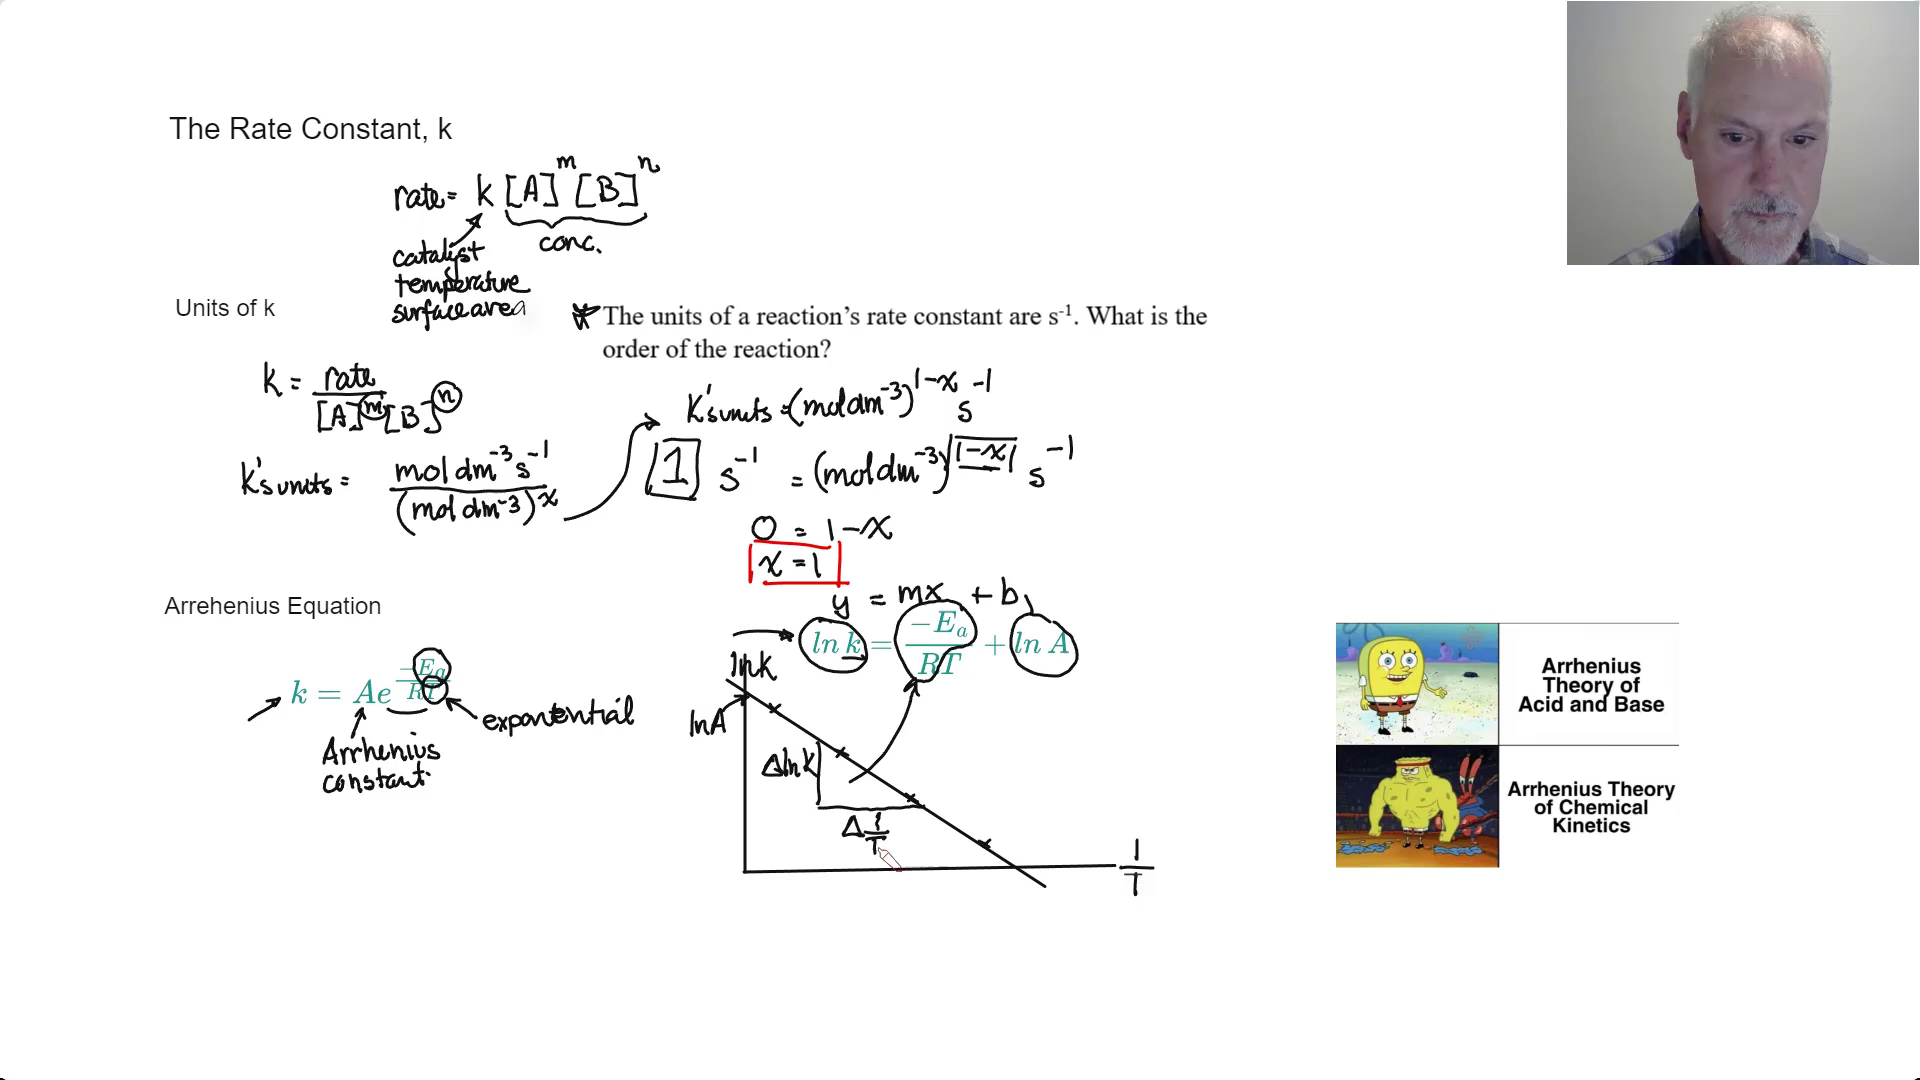 The Rate Constant, k
rate = k [A]^m [B]^n
conc.
catalyst
temperature
surface area
Units of k
* The units of a reaction’s rate constant are s^-1. What is the
order of the reaction?
k = rate / [A]^m [B]^n
k's units = mol dm^-3 s^-1 / (mol dm^-3)^x
k's units = (mol dm^-3)^1-x s^-1
1 s^-1 = (mol dm^-3)^1-x s^-1
0 = 1-x
x = 1
Arrehenius Equation
y = mx + b
ln k = -E_a / RT + ln A
k = Ae^-E_a/RT
exponential
Arrhenius
constant
ln k
ln A
Δln k
Δ 1/T
1/T
Arrhenius
Theory of
Acid and Base
Arrhenius Theory
of Chemical
Kinetics